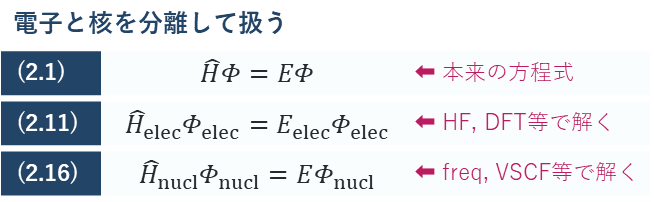 電子と核を分離して扱う
(2.1) ĤΦ = EΦ ⬅ 本来の方程式
(2.11) Ĥ_elec Φ_elec = E_elec Φ_elec ⬅ HF, DFT等で解く
(2.16) Ĥ_nucl Φ_nucl = EΦ_nucl ⬅ freq, VSCF等で解く